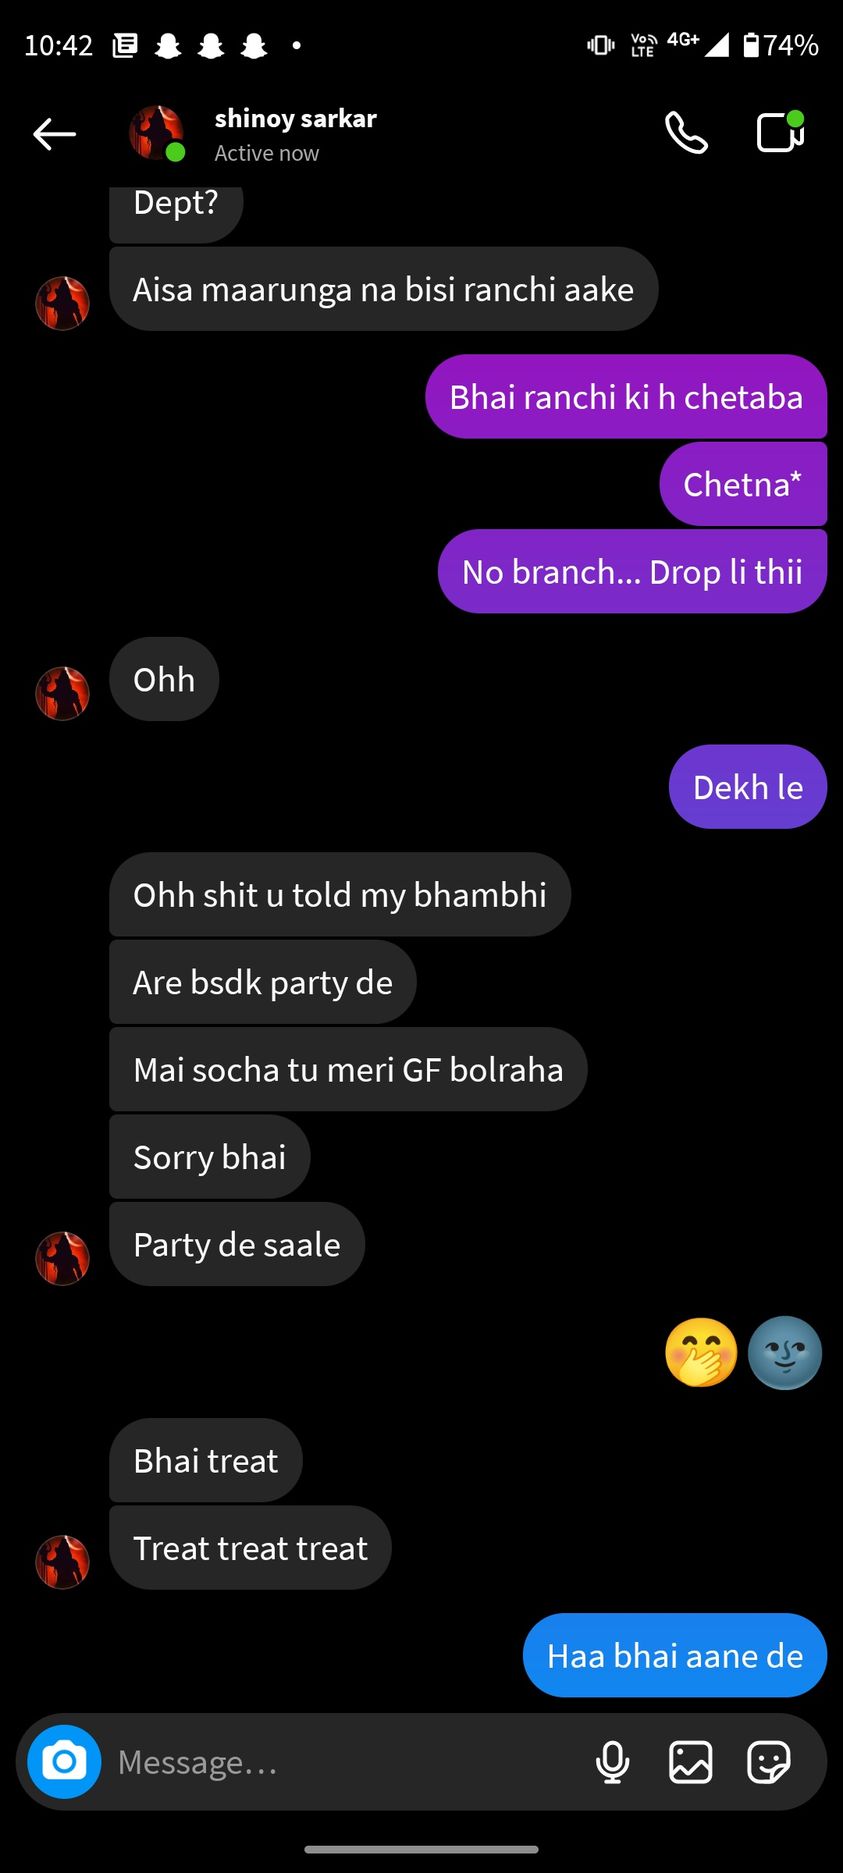 10:42
Vo LTE 4G+ 74%
shinoy sarkar
Active now
Dept?
Aisa maarunga na bisi ranchi aake
Bhai ranchi ki h chetaba
Chetna*
No branch... Drop li thii
Ohh
Dekh le
Ohh shit u told my bhambhi
Are bsdk party de
Mai socha tu meri GF bolraha
Sorry bhai
Party de saale
🤭🌚
Bhai treat
Treat treat treat
Haa bhai aane de
Message...